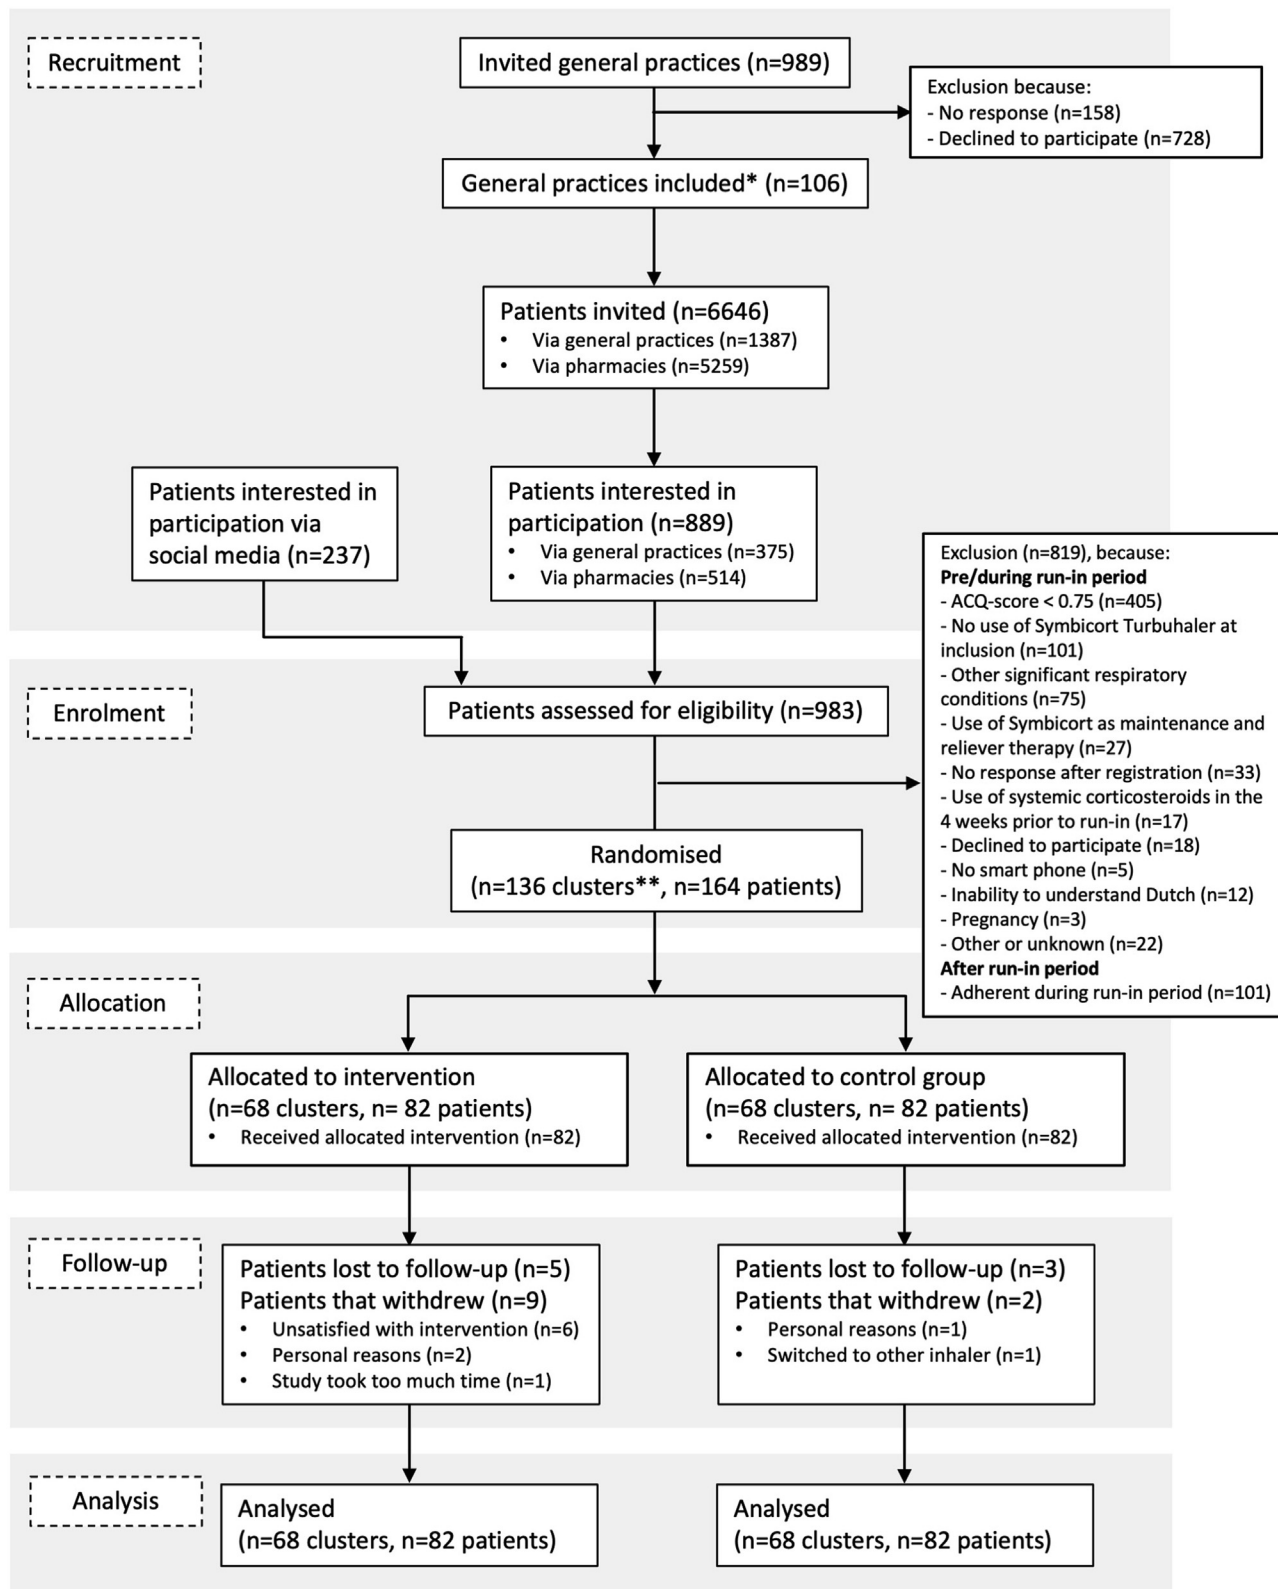 Recruitment
Invited general practices (n=989)
Exclusion because:
- No response (n=158)
- Declined to participate (n=728)
General practices included* (n=106)
Patients invited (n=6646)
• Via general practices (n=1387)
• Via pharmacies (n=5259)
Patients interested in
participation via
social media (n=237)
Patients interested in
participation (n=889)
• Via general practices (n=375)
• Via pharmacies (n=514)
Enrolment
Patients assessed for eligibility (n=983)
Exclusion (n=819), because:
Pre/during run-in period
- ACQ-score < 0.75 (n=405)
- No use of Symbicort Turbuhaler at
inclusion (n=101)
- Other significant respiratory
conditions (n=75)
- Use of Symbicort as maintenance and
reliever therapy (n=27)
- No response after registration (n=33)
- Use of systemic corticosteroids in the
4 weeks prior to run-in (n=17)
- Declined to participate (n=18)
- No smart phone (n=5)
- Inability to understand Dutch (n=12)
- Pregnancy (n=3)
- Other or unknown (n=22)
After run-in period
- Adherent during run-in period (n=101)
Randomised
(n=136 clusters**, n=164 patients)
Allocation
Allocated to intervention
(n=68 clusters, n= 82 patients)
• Received allocated intervention (n=82)
Allocated to control group
(n=68 clusters, n= 82 patients)
• Received allocated intervention (n=82)
Follow-up
Patients lost to follow-up (n=5)
Patients that withdrew (n=9)
• Unsatisfied with intervention (n=6)
• Personal reasons (n=2)
• Study took too much time (n=1)
Patients lost to follow-up (n=3)
Patients that withdrew (n=2)
• Personal reasons (n=1)
• Switched to other inhaler (n=1)
Analysis
Analysed
(n=68 clusters, n=82 patients)
Analysed
(n=68 clusters, n=82 patients)